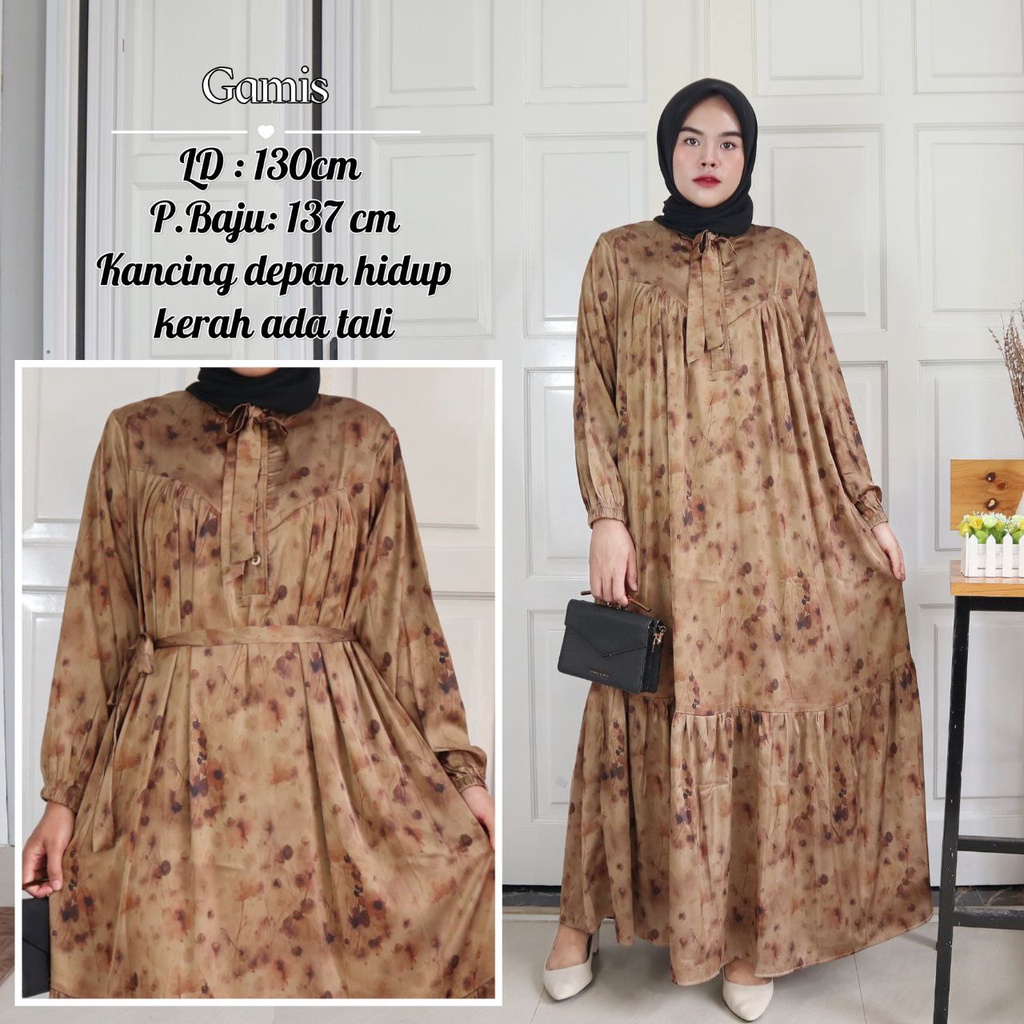 Gamis
LD : 130cm
P.Baju: 137 cm
Kancing depan hidup
kerah ada tali